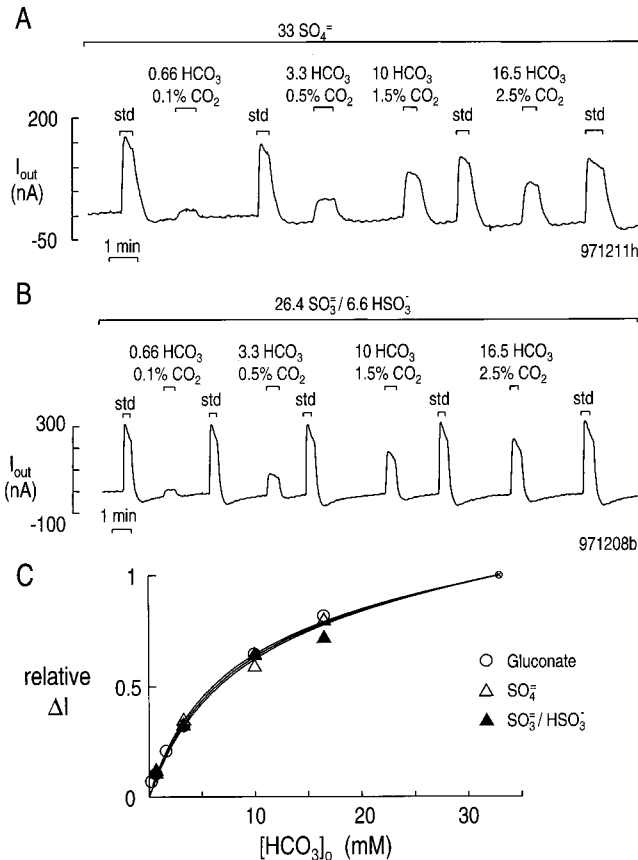 A
33 SO₄⁼
0.66 HCO₃ 3.3 HCO₃ 10 HCO₃ 16.5 HCO₃
0.1% CO₂ 0.5% CO₂ 1.5% CO₂ 2.5% CO₂
std std std std
200
I_out
(nA)
-50
1 min
971211h
B
26.4 SO₃⁼ / 6.6 HSO₃⁻
0.66 HCO₃ 3.3 HCO₃ 10 HCO₃ 16.5 HCO₃
0.1% CO₂ 0.5% CO₂ 1.5% CO₂ 2.5% CO₂
std std std std std
300
I_out
(nA)
-100
1 min
971208b
C
1
relative
ΔI
0.5
0
Gluconate
SO₄⁼
SO₃⁼ / HSO₃⁻
0 10 20 30
[HCO₃]₀ (mM)